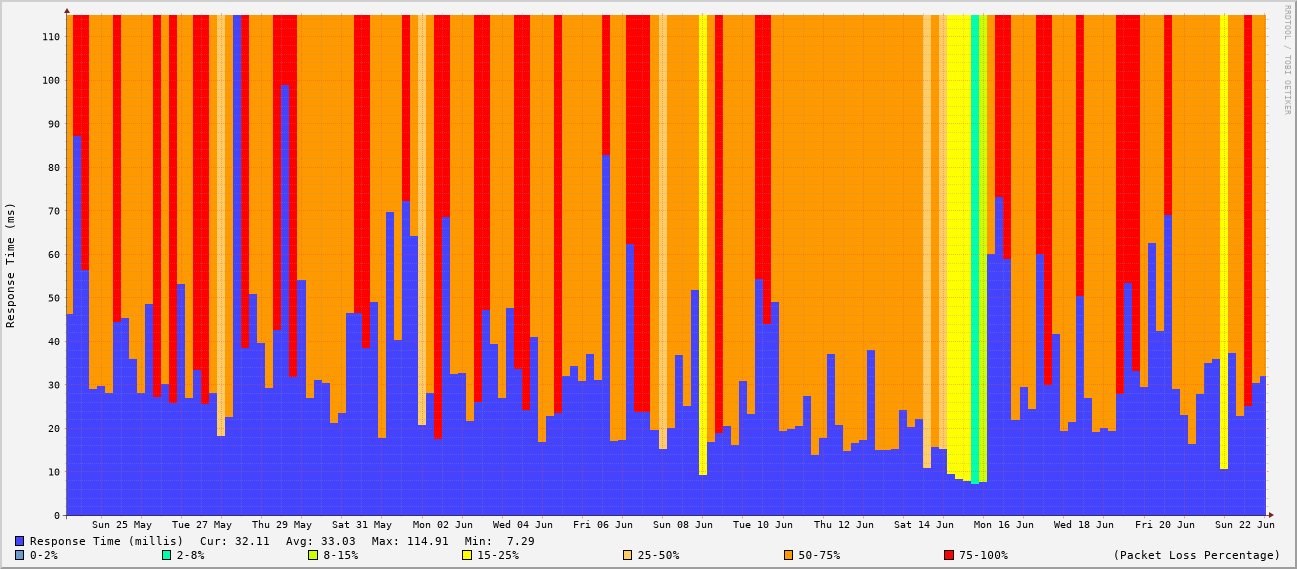 RRDTOOL / TOBI OETIKER
Response Time (ms)
110
100
90
80
70
60
50
40
30
20
10
0
Sun 25 May Tue 27 May Thu 29 May Sat 31 May Mon 02 Jun Wed 04 Jun Fri 06 Jun Sun 08 Jun Tue 10 Jun Thu 12 Jun Sat 14 Jun Mon 16 Jun Wed 18 Jun Fri 20 Jun Sun 22 Jun
Response Time (millis) Cur: 32.11 Avg: 33.03 Max: 114.91 Min: 7.29
0-2% 2-8% 8-15% 15-25% 25-50% 50-75% 75-100% (Packet Loss Percentage)